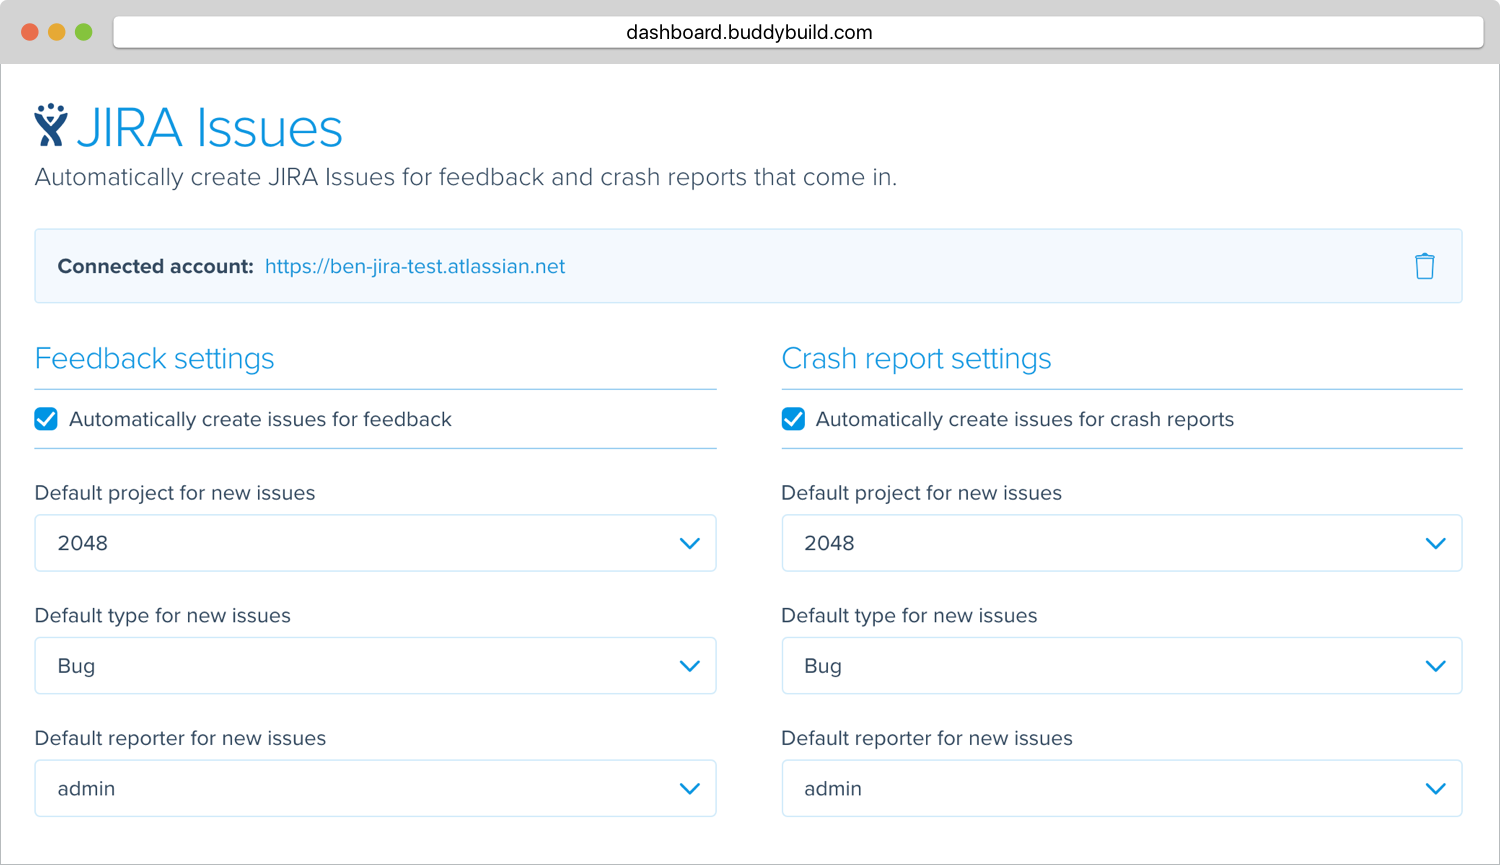 dashboard.buddybuild.com
JIRA Issues
Automatically create JIRA Issues for feedback and crash reports that come in.
Connected account: https://ben-jira-test.atlassian.net
Feedback settings
Automatically create issues for feedback
Default project for new issues
2048
Default type for new issues
Bug
Default reporter for new issues
admin
Crash report settings
Automatically create issues for crash reports
Default project for new issues
2048
Default type for new issues
Bug
Default reporter for new issues
admin